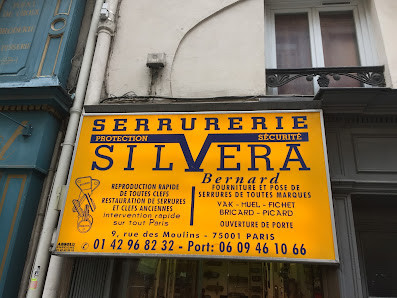 SERRURERIE
PROTECTION SÉCURITÉ
SILVERA
Bernard
REPRODUCTION RAPIDE
DE TOUTES CLEFS
RESTAURATION DE SERRURES
ET CLEFS ANCIENNES
intervention rapide
sur tout Paris
FOURNITURE ET POSE DE
SERRURES DE TOUTES MARQUES
YAK - HUEL - FICHET
BRICARD - PICARD
OUVERTURE DE PORTE
9, rue des Moulins - 75001 PARIS
01 42 96 82 32 - Port: 06 09 46 10 66